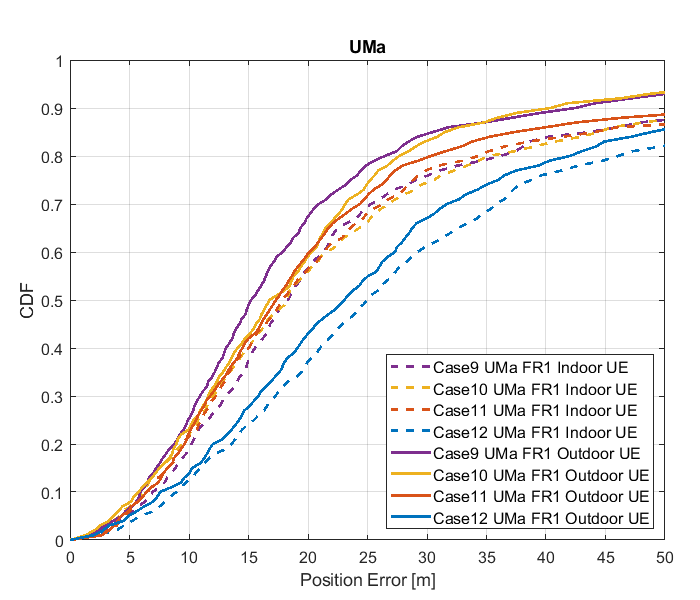 UMa
1
0.9
0.8
0.7
0.6
0.5
0.4
0.3
0.2
0.1
0
CDF
Case9 UMa FR1 Indoor UE
Case10 UMa FR1 Indoor UE
Case11 UMa FR1 Indoor UE
Case12 UMa FR1 Indoor UE
Case9 UMa FR1 Outdoor UE
Case10 UMa FR1 Outdoor UE
Case11 UMa FR1 Outdoor UE
Case12 UMa FR1 Outdoor UE
0 5 10 15 20 25 30 35 40 45 50
Position Error [m]